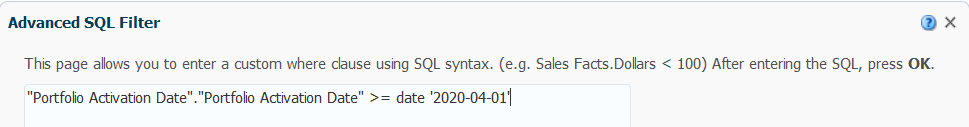 Advanced SQL Filter
This page allows you to enter a custom where clause using SQL syntax. (e.g. Sales Facts.Dollars < 100) After entering the SQL, press OK.
"Portfolio Activation Date"."Portfolio Activation Date" >= date '2020-04-01'